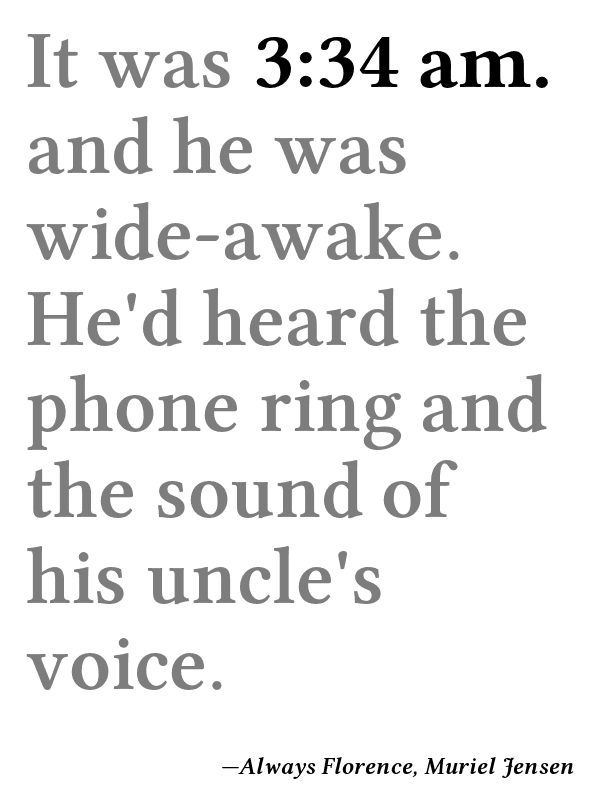 It was 3:34 am.
and he was
wide-awake.
He'd heard the
phone ring and
the sound of
his uncle's
voice.
—Always Florence, Muriel Jensen